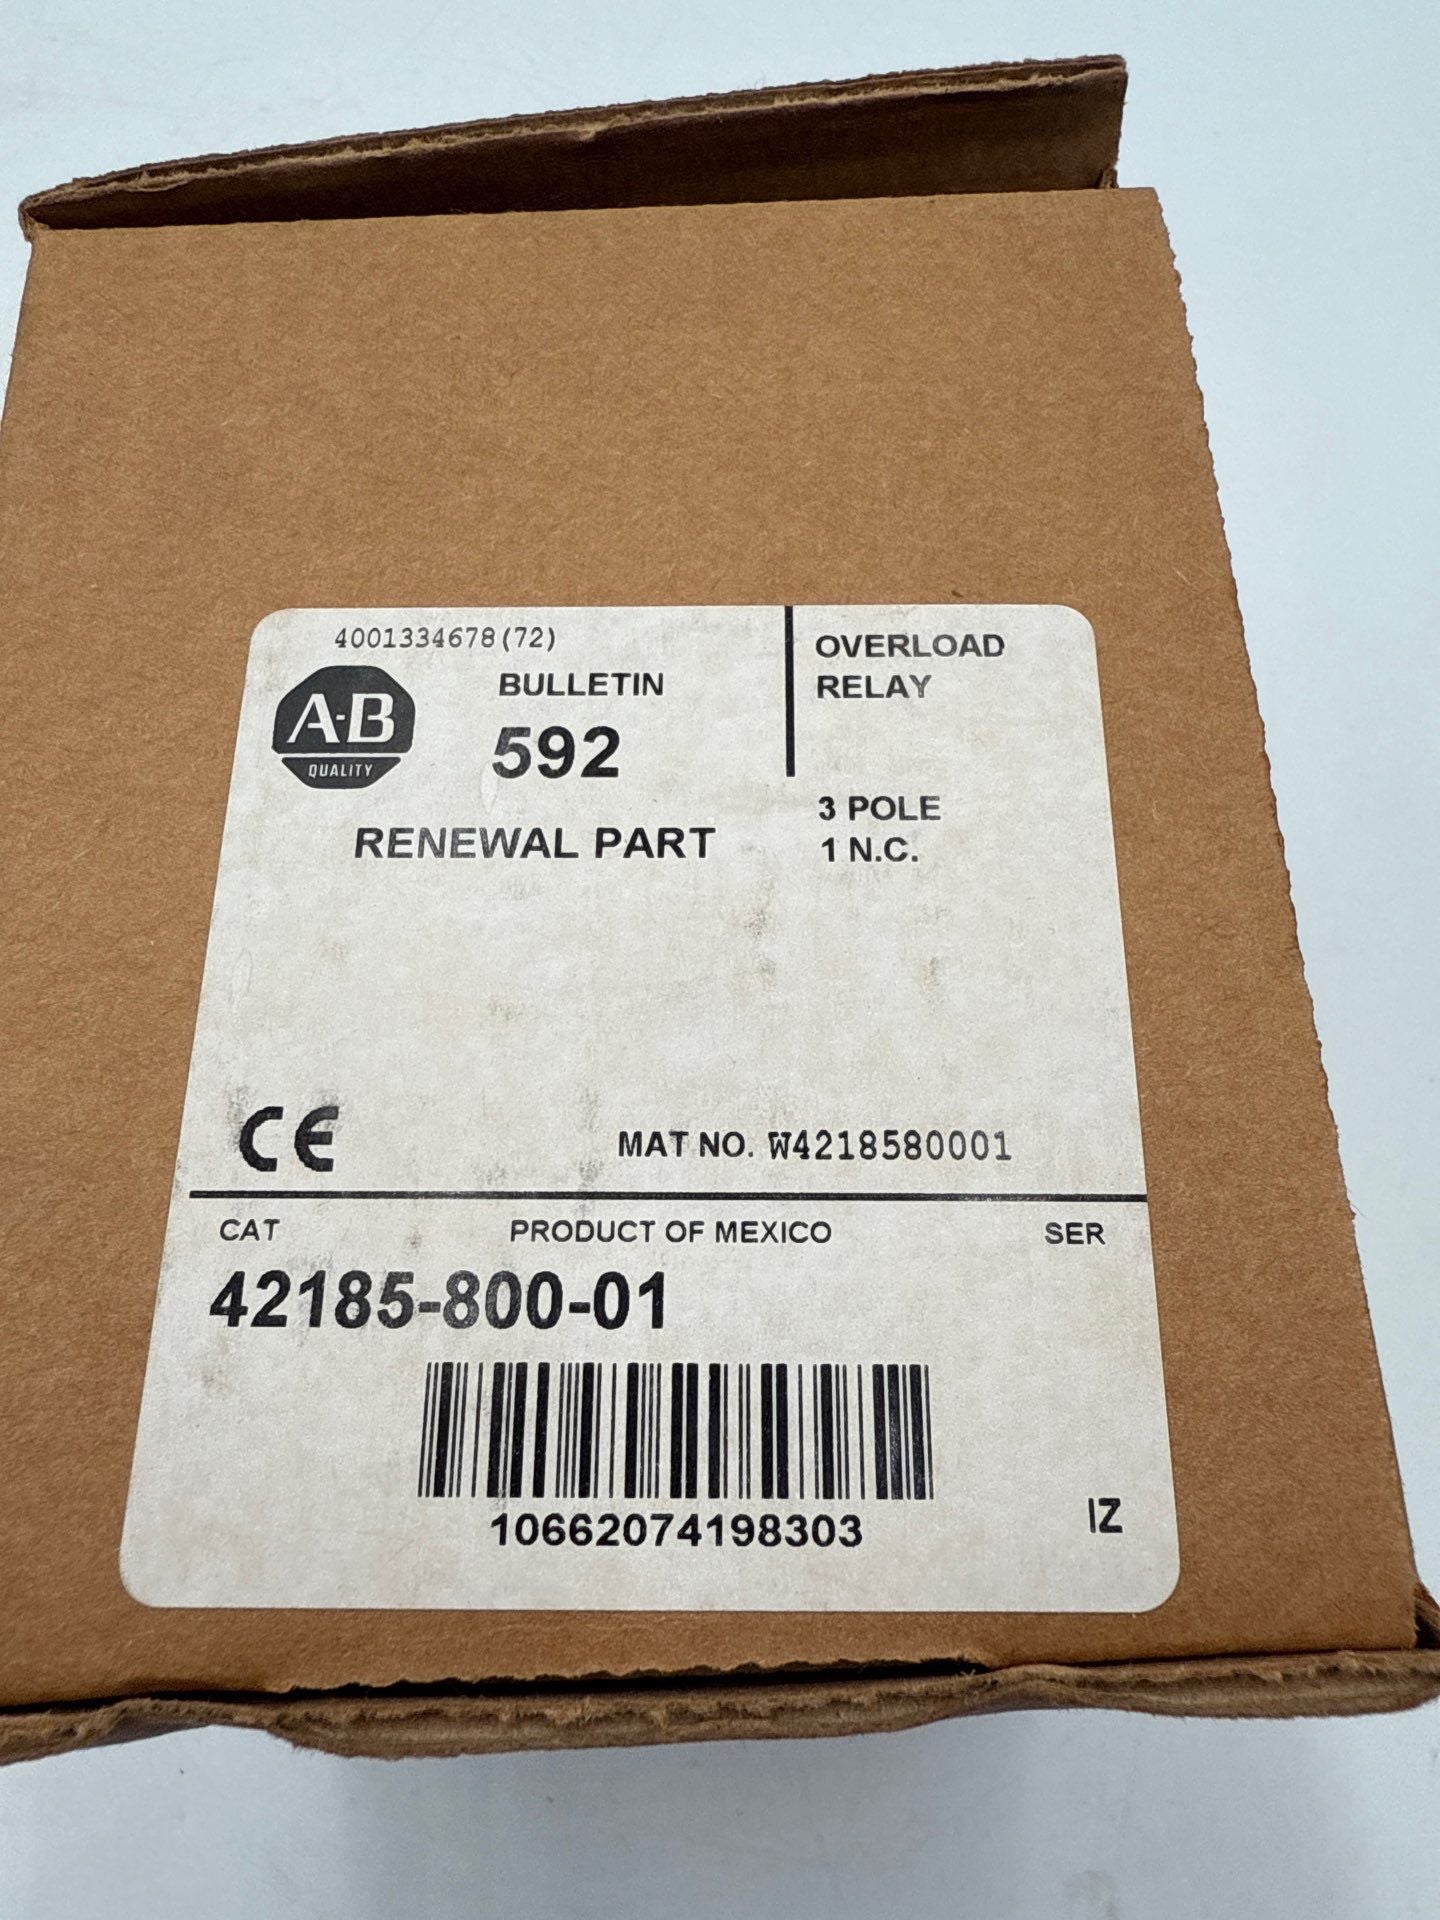 4001334678(72)
BULLETIN
592
A-B
QUALITY
RENEWAL PART
OVERLOAD
RELAY
3 POLE
1 N.C.
CE
MAT NO. W4218580001
CAT
PRODUCT OF MEXICO
SER
42185-800-01
10662074198303
IZ